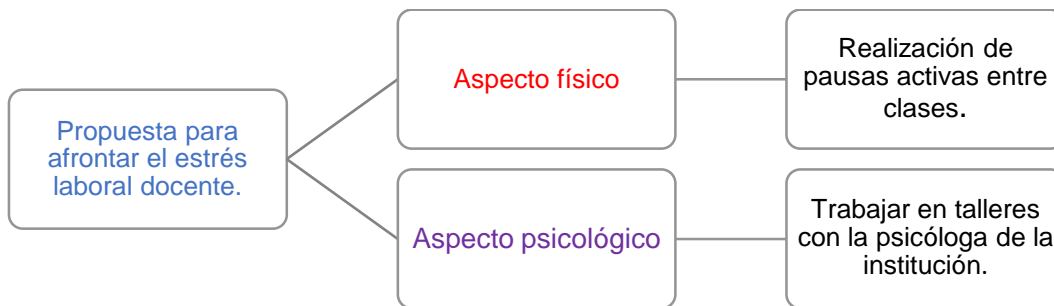 Propuesta para
afrontar el estrés
laboral docente.
Aspecto físico
Realización de
pausas activas entre
clases.
Aspecto psicológico
Trabajar en talleres
con la psicóloga de la
institución.